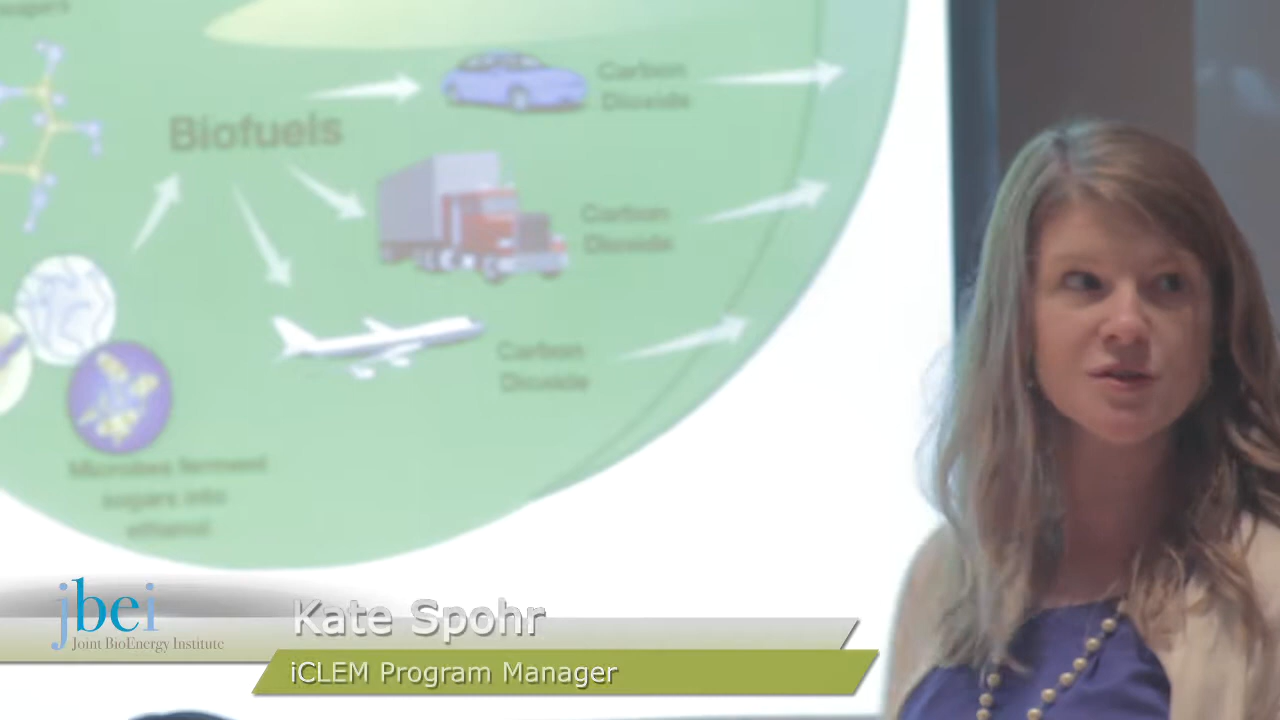 sugars
Biofuels
Carbon
Dioxide
Carbon
Dioxide
Carbon
Dioxide
Microbes ferment
sugars into
ethanol
jbei
Joint BioEnergy Institute
Kate Spohr
iCLEM Program Manager